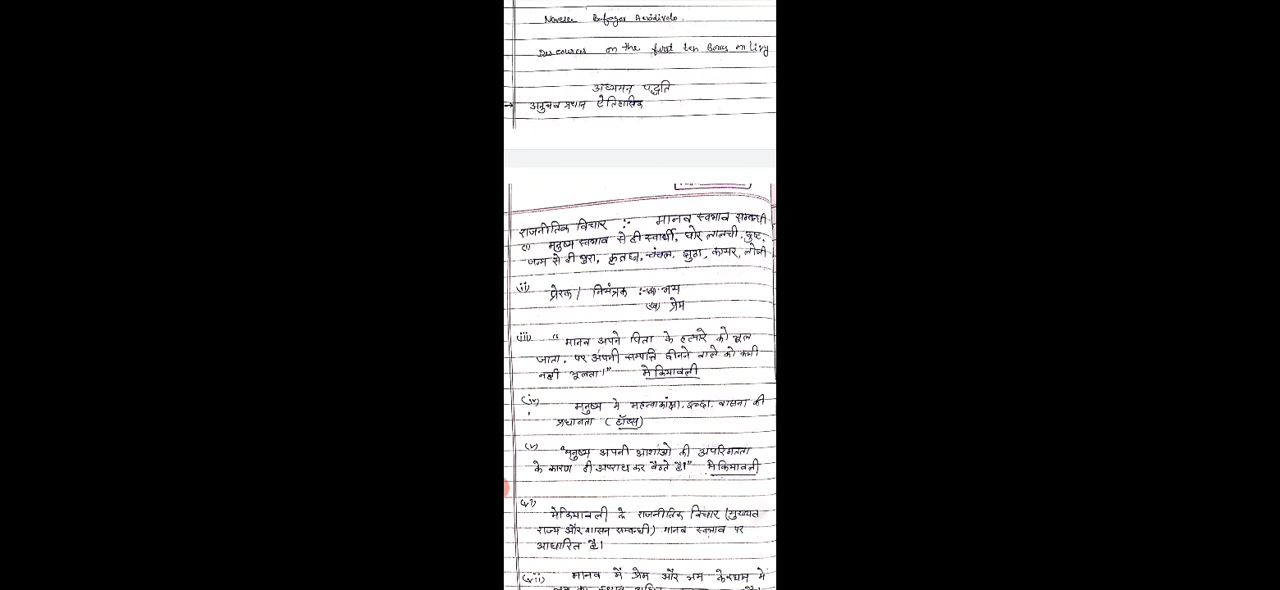 Novels Belfagor Arcidivolo.
Discourses on the first ten Books on livy
अध्ययन पद्धति
→ अनुभव प्रधान ऐतिहासिक
राजनीतिक विचार :- मानव स्वभाव सम्बन्धी
(i) मनुष्य स्वभाव से ही स्वार्थी, घोर लालची, दुष्ट,
जन्म से ही बुरा, कृतघ्न, चंचल, झूठा, कायर, लोभी
(ii) प्रेरक / नियंत्रक :- (क) भय
(ख) प्रेम
(iii) "मानव अपने पिता के हत्यारे को भूल
जाता, पर अपनी सम्पत्ति छीनने वाले को कभी
नहीं भूलता।" मेकियावली
(iv) मनुष्य मे महत्वाकांक्षा, इच्छा, वासना की
प्रधानता (हॉब्स)
(v) "मनुष्य अपनी आशाओ की अपरिमितता
के कारण ही अपराध कर बैठते है।" मेकियावली
(vi)
मेकियावली के राजनीतिक विचार (मुख्यत
राज्य और शासन सम्बन्धी) मानव स्वभाव पर
आधारित है।
(vii) मानव में प्रेम और भय के में